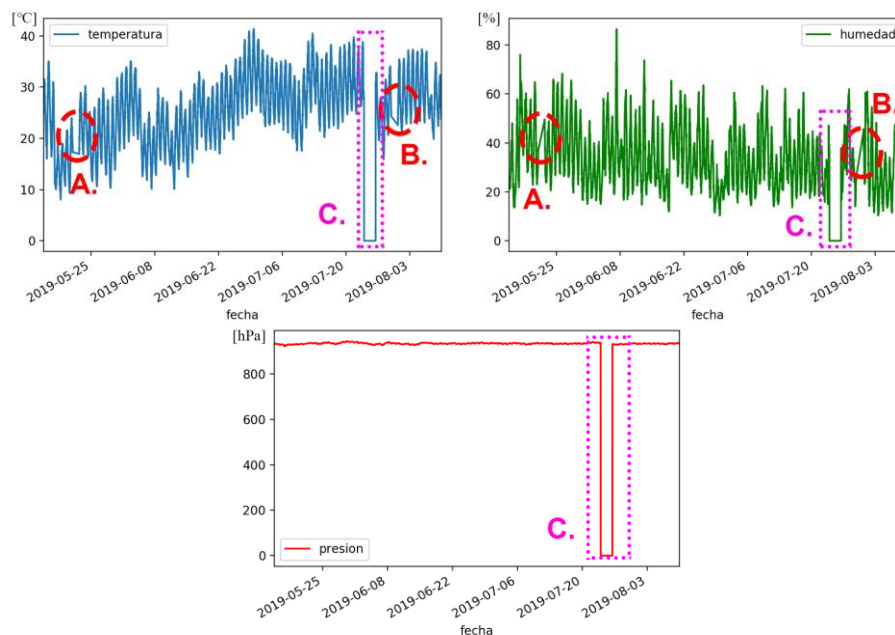 [°C]
temperatura
40
30
20
10
0
A.
B.
C.
2019-05-25
2019-06-08
2019-06-22
2019-07-06
2019-07-20
2019-08-03
fecha
[%]
humedad
80
60
40
20
0
A.
B.
C.
2019-05-25
2019-06-08
2019-06-22
2019-07-06
2019-07-20
2019-08-03
fecha
[hPa]
800
600
400
200
0
C.
presion
2019-05-25
2019-06-08
2019-06-22
2019-07-06
2019-07-20
2019-08-03
fecha